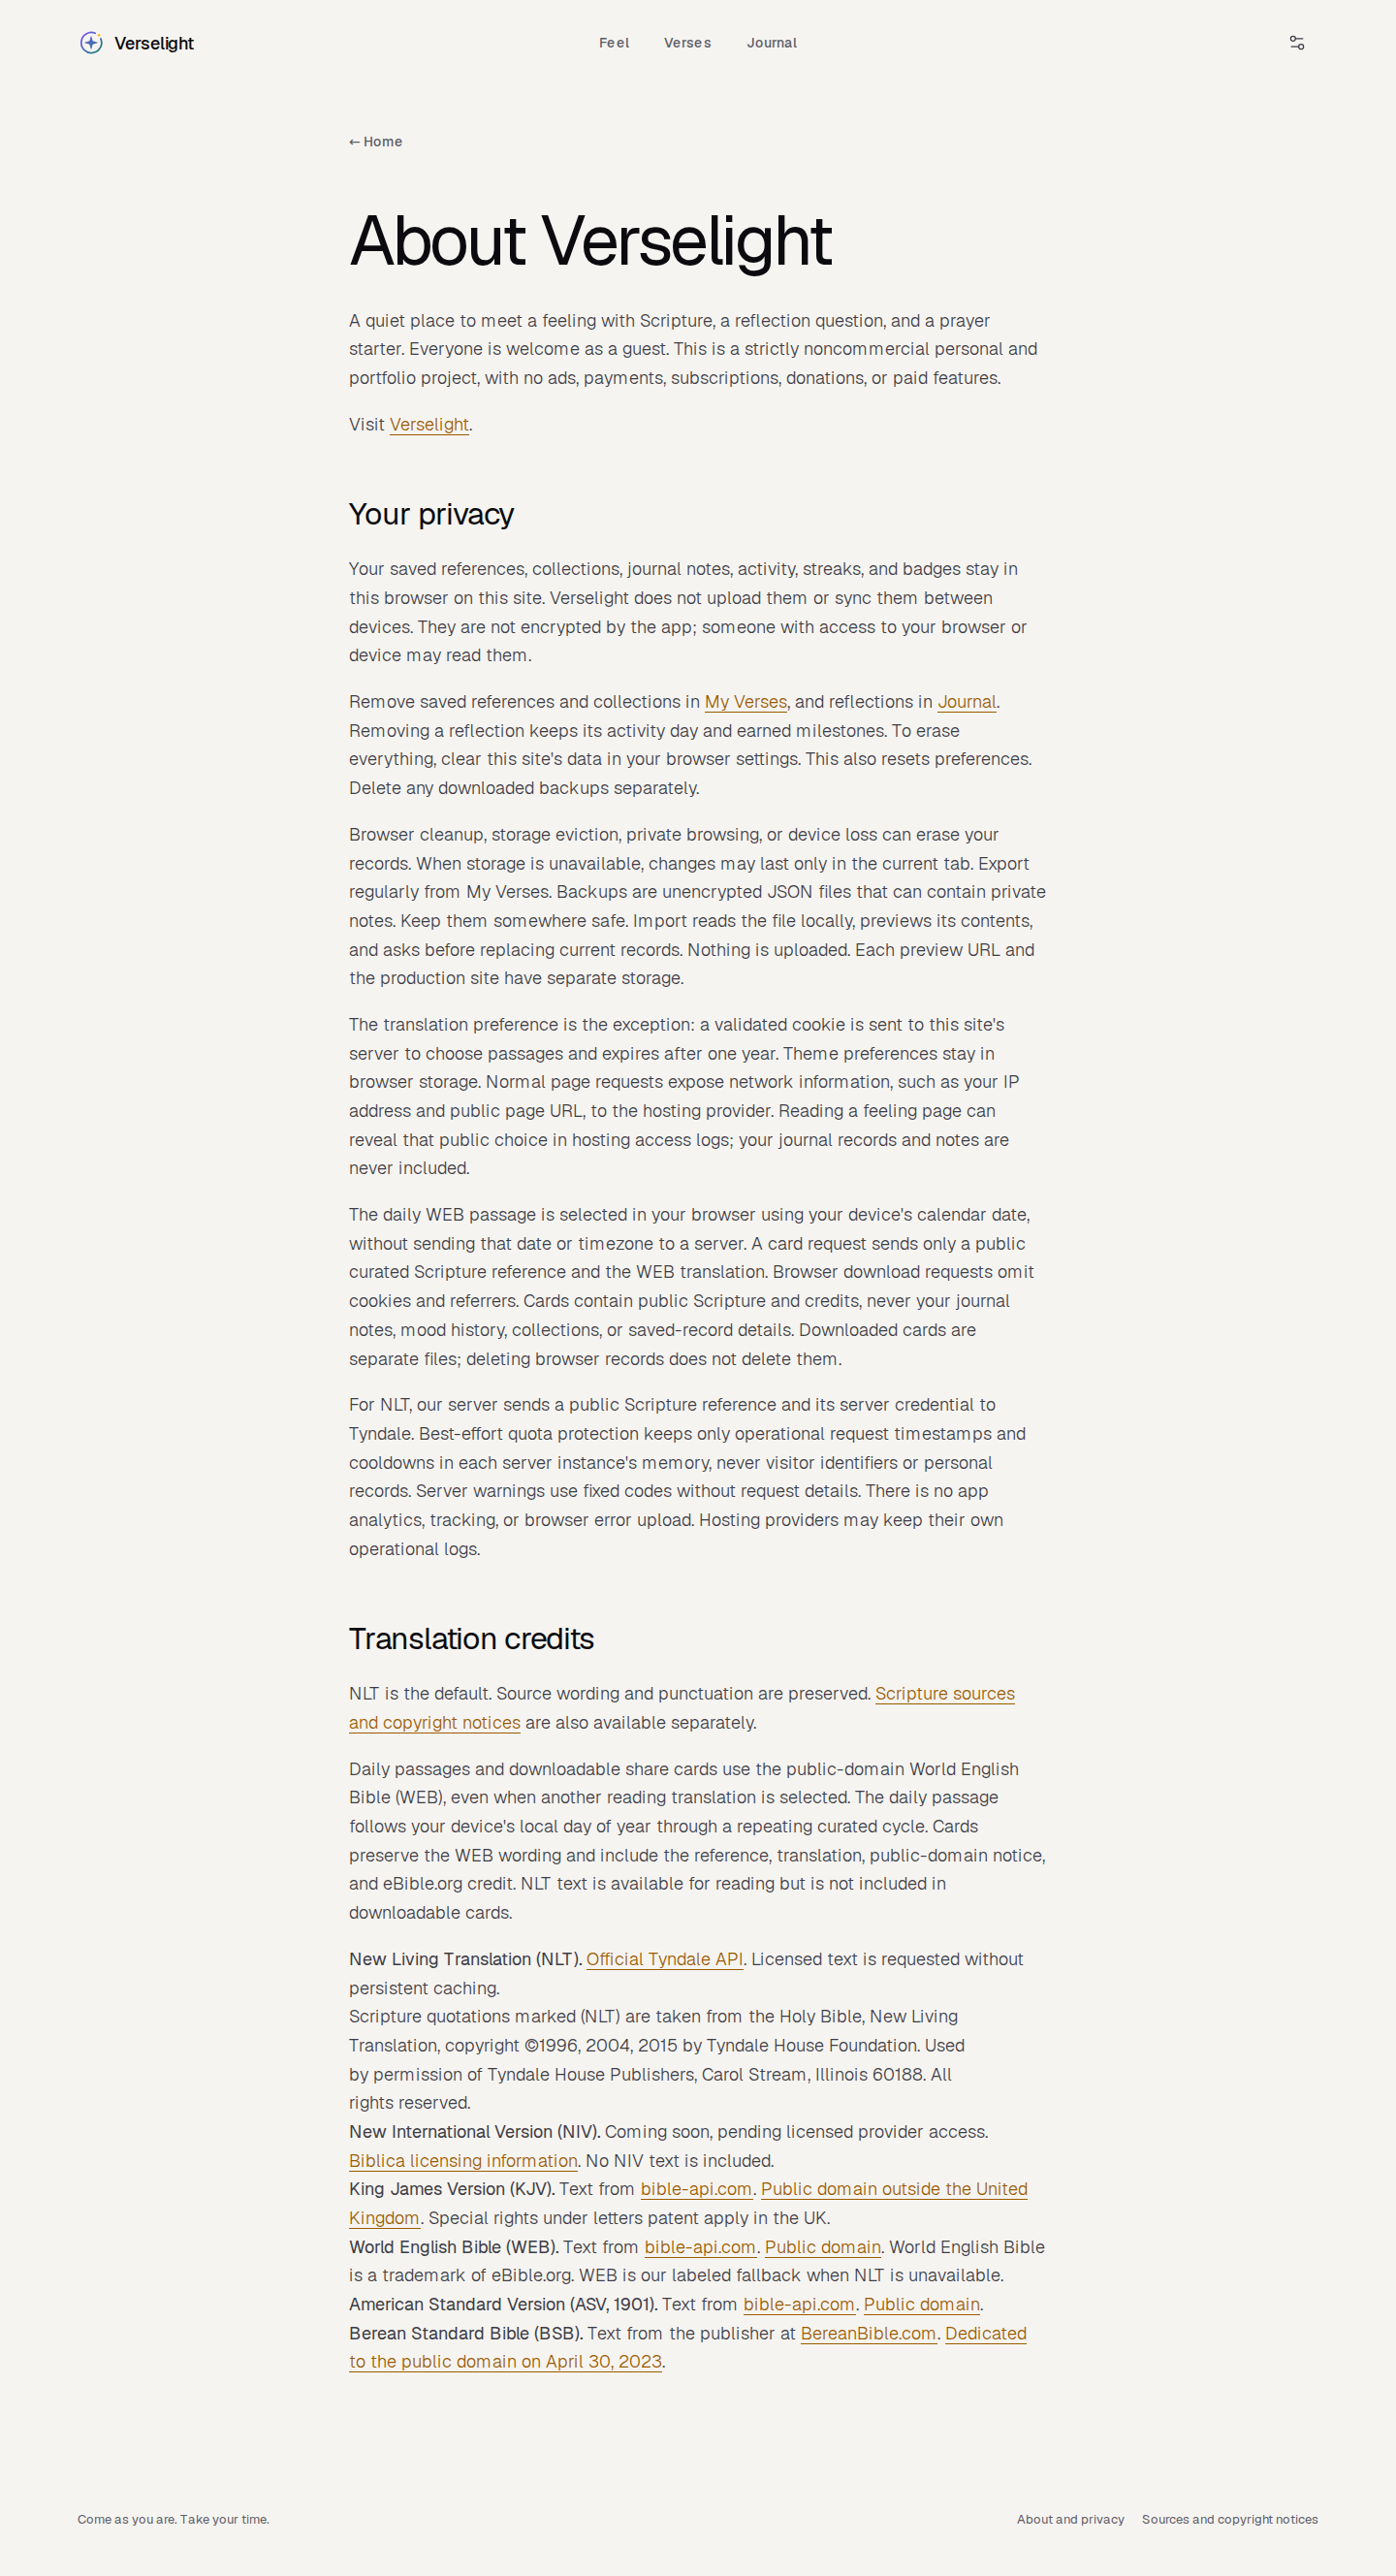 Verselight
Feel
Verses
Journal
← Home
About Verselight
A quiet place to meet a feeling with Scripture, a reflection question, and a prayer
starter. Everyone is welcome as a guest. This is a strictly noncommercial personal and
portfolio project, with no ads, payments, subscriptions, donations, or paid features.
Visit Verselight.
Your privacy
Your saved references, collections, journal notes, activity, streaks, and badges stay in
this browser on this site. Verselight does not upload them or sync them between
devices. They are not encrypted by the app; someone with access to your browser or
device may read them.
Remove saved references and collections in My Verses, and reflections in Journal.
Removing a reflection keeps its activity day and earned milestones. To erase
everything, clear this site's data in your browser settings. This also resets preferences.
Delete any downloaded backups separately.
Browser cleanup, storage eviction, private browsing, or device loss can erase your
records. When storage is unavailable, changes may last only in the current tab. Export
regularly from My Verses. Backups are unencrypted JSON files that can contain private
notes. Keep them somewhere safe. Import reads the file locally, previews its contents,
and asks before replacing current records. Nothing is uploaded. Each preview URL and
the production site have separate storage.
The translation preference is the exception: a validated cookie is sent to this site's
server to choose passages and expires after one year. Theme preferences stay in
browser storage. Normal page requests expose network information, such as your IP
address and public page URL, to the hosting provider. Reading a feeling page can
reveal that public choice in hosting access logs; your journal records and notes are
never included.
The daily WEB passage is selected in your browser using your device's calendar date,
without sending that date or timezone to a server. A card request sends only a public
curated Scripture reference and the WEB translation. Browser download requests omit
cookies and referrers. Cards contain public Scripture and credits, never your journal
notes, mood history, collections, or saved-record details. Downloaded cards are
separate files; deleting browser records does not delete them.
For NLT, our server sends a public Scripture reference and its server credential to
Tyndale. Best-effort quota protection keeps only operational request timestamps and
cooldowns in each server instance's memory, never visitor identifiers or personal
records. Server warnings use fixed codes without request details. There is no app
analytics, tracking, or browser error upload. Hosting providers may keep their own
operational logs.
Translation credits
NLT is the default. Source wording and punctuation are preserved. Scripture sources
and copyright notices are also available separately.
Daily passages and downloadable share cards use the public-domain World English
Bible (WEB), even when another reading translation is selected. The daily passage
follows your device's local day of year through a repeating curated cycle. Cards
preserve the WEB wording and include the reference, translation, public-domain notice,
and eBible.org credit. NLT text is available for reading but is not included in
downloadable cards.
New Living Translation (NLT). Official Tyndale API. Licensed text is requested without
persistent caching.
Scripture quotations marked (NLT) are taken from the Holy Bible, New Living
Translation, copyright ©1996, 2004, 2015 by Tyndale House Foundation. Used
by permission of Tyndale House Publishers, Carol Stream, Illinois 60188. All
rights reserved.
New International Version (NIV). Coming soon, pending licensed provider access.
Biblica licensing information. No NIV text is included.
King James Version (KJV). Text from bible-api.com. Public domain outside the United
Kingdom. Special rights under letters patent apply in the UK.
World English Bible (WEB). Text from bible-api.com. Public domain. World English Bible
is a trademark of eBible.org. WEB is our labeled fallback when NLT is unavailable.
American Standard Version (ASV, 1901). Text from bible-api.com. Public domain.
Berean Standard Bible (BSB). Text from the publisher at BereanBible.com. Dedicated
to the public domain on April 30, 2023.
Come as you are. Take your time.
About and privacy
Sources and copyright notices